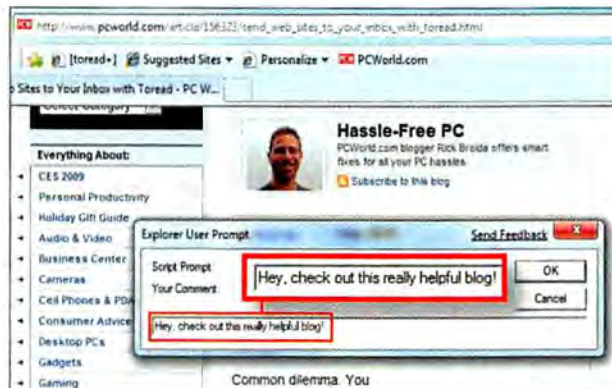 http://www.pcworld.com/article/156323/send_web_sites_to_your_inbox_with_toread.html
[toread+] Suggested Sites Personalize PCWorld.com
Sites to Your Inbox with Toread - PC W...
Select Category
Hassle-Free PC
PCWorld.com blogger Rick Broida offers smart
fixes for all your PC hassles
Subscribe to this blog
Everything About:
CES 2009
Personal Productivity
Holiday Gift Guide
Audio & Video
Business Center
Cameras
Cell Phones & PDA
Consumer Advice
Desktop PCs
Gadgets
Gaming
Explorer User Prompt
Send Feedback
Script Prompt
Your Comment:
Hey, check out this really helpful blog!
OK
Cancel
Hey, check out this really helpful blog!
Common dilemma. You